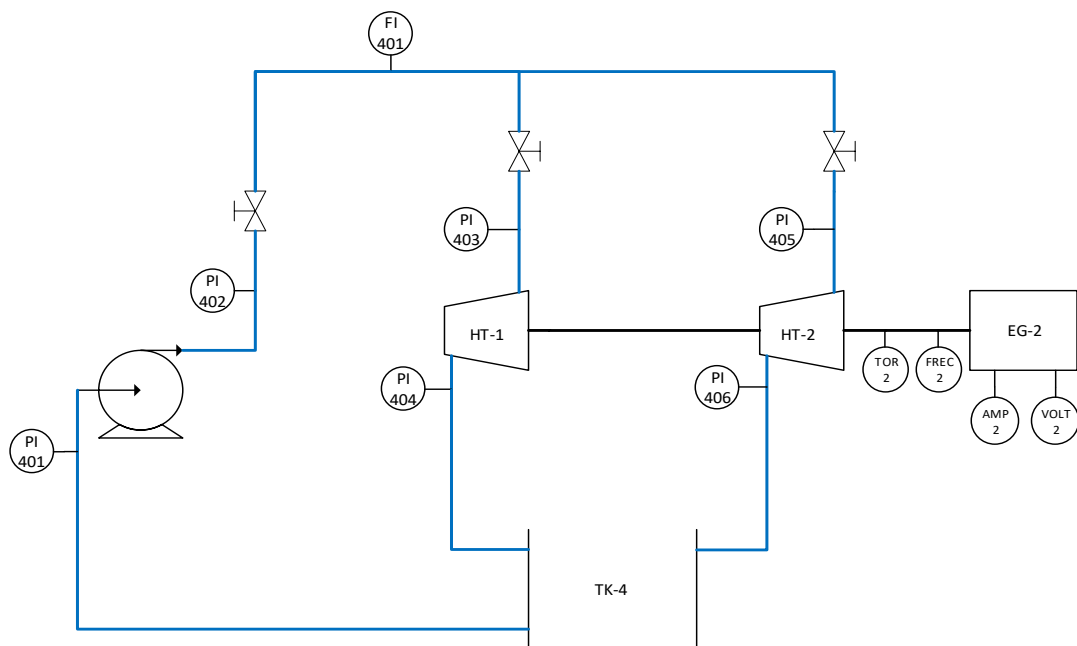 FI
401
PI
402
PI
403
PI
405
HT-1
HT-2
EG-2
TOR
2
FREC
2
PI
404
PI
406
AMP
2
VOLT
2
PI
401
TK-4